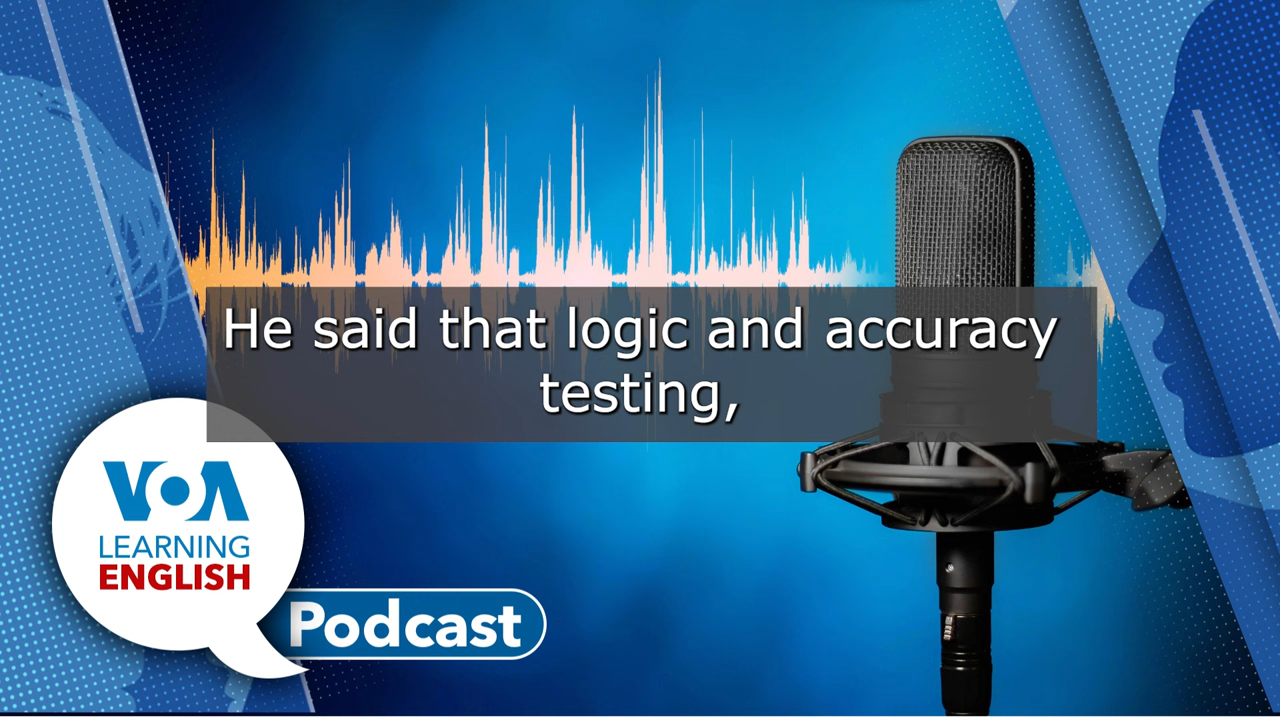 He said that logic and accuracy
testing,
VOA
LEARNING
ENGLISH
Podcast